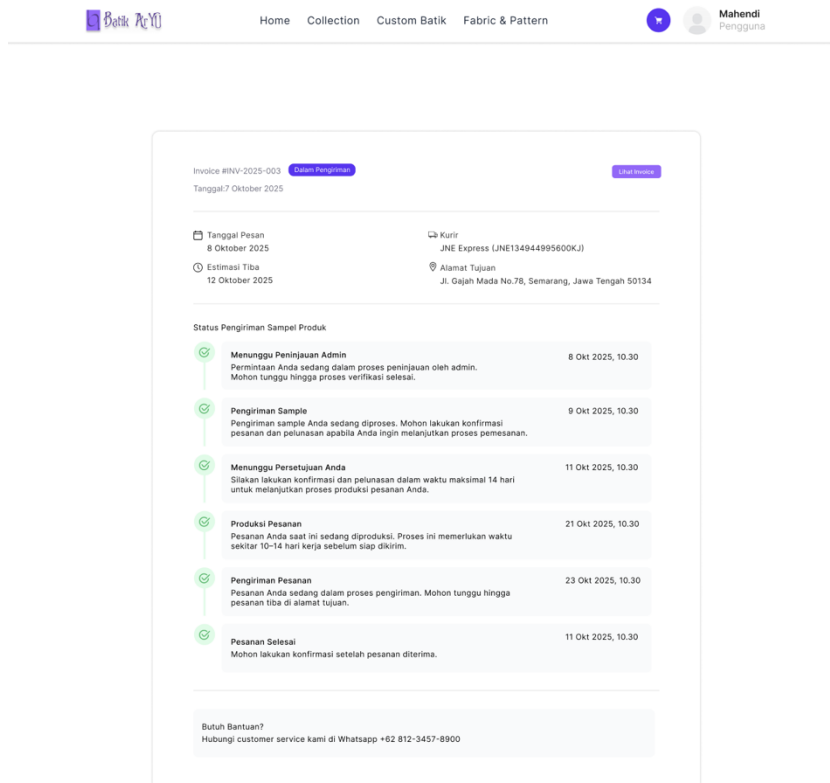 Batik ArYO
Home Collection Custom Batik Fabric & Pattern
Mahendi
Pengguna
Invoice #INV-2025-003 Dalam Pengiriman
Lihat Invoice
Tanggal:7 Oktober 2025
Tanggal Pesan
8 Oktober 2025
Kurir
JNE Express (JNE134944995600KJ)
Estimasi Tiba
12 Oktober 2025
Alamat Tujuan
Jl. Gajah Mada No.78, Semarang, Jawa Tengah 50134
Status Pengiriman Sampel Produk
Menunggu Peninjauan Admin
8 Okt 2025, 10.30
Permintaan Anda sedang dalam proses peninjauan oleh admin.
Mohon tunggu hingga proses verifikasi selesai.
Pengiriman Sample
9 Okt 2025, 10.30
Pengiriman sample Anda sedang diproses. Mohon lakukan konfirmasi
pesanan dan pelunasan apabila Anda ingin melanjutkan proses pemesanan.
Menunggu Persetujuan Anda
11 Okt 2025, 10.30
Silakan lakukan konfirmasi dan pelunasan dalam waktu maksimal 14 hari
untuk melanjutkan proses produksi pesanan Anda.
Produksi Pesanan
21 Okt 2025, 10.30
Pesanan Anda saat ini sedang diproduksi. Proses ini memerlukan waktu
sekitar 10–14 hari kerja sebelum siap dikirim.
Pengiriman Pesanan
23 Okt 2025, 10.30
Pesanan Anda sedang dalam proses pengiriman. Mohon tunggu hingga
pesanan tiba di alamat tujuan.
Pesanan Selesai
11 Okt 2025, 10.30
Mohon lakukan konfirmasi setelah pesanan diterima.
Butuh Bantuan?
Hubungi customer service kami di Whatsapp +62 812-3457-8900